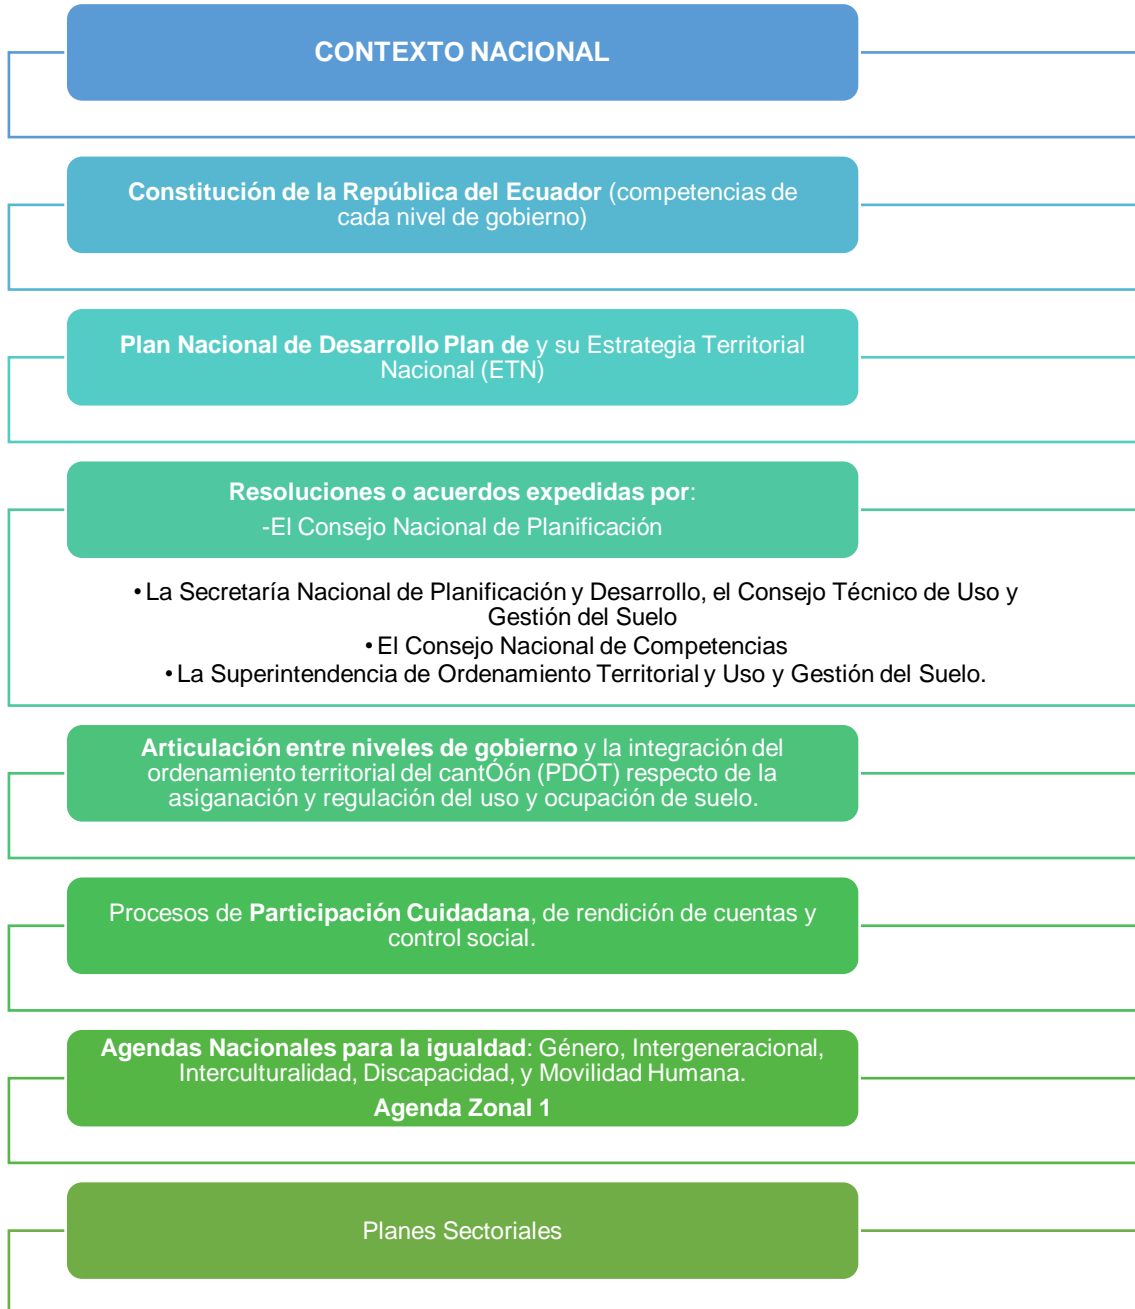 CONTEXTO NACIONAL
Constitución de la República del Ecuador (competencias de
cada nivel de gobierno)
Plan Nacional de Desarrollo Plan de y su Estrategia Territorial
Nacional (ETN)
Resoluciones o acuerdos expedidas por:
-El Consejo Nacional de Planificación
• La Secretaría Nacional de Planificación y Desarrollo, el Consejo Técnico de Uso y
Gestión del Suelo
• El Consejo Nacional de Competencias
• La Superintendencia de Ordenamiento Territorial y Uso y Gestión del Suelo.
Articulación entre niveles de gobierno y la integración del
ordenamiento territorial del cantÓón (PDOT) respecto de la
asiganación y regulación del uso y ocupación de suelo.
Procesos de Participación Cuidadana, de rendición de cuentas y
control social.
Agendas Nacionales para la igualdad: Género, Intergeneracional,
Interculturalidad, Discapacidad, y Movilidad Humana.
Agenda Zonal 1
Planes Sectoriales